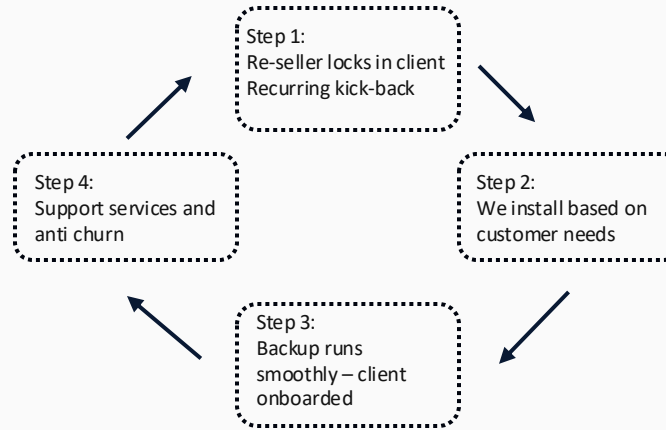 Step 1:
Re-seller locks in client
Recurring kick-back
Step 2:
We install based on
customer needs
Step 3:
Backup runs
smoothly – client
onboarded
Step 4:
Support services and
anti churn